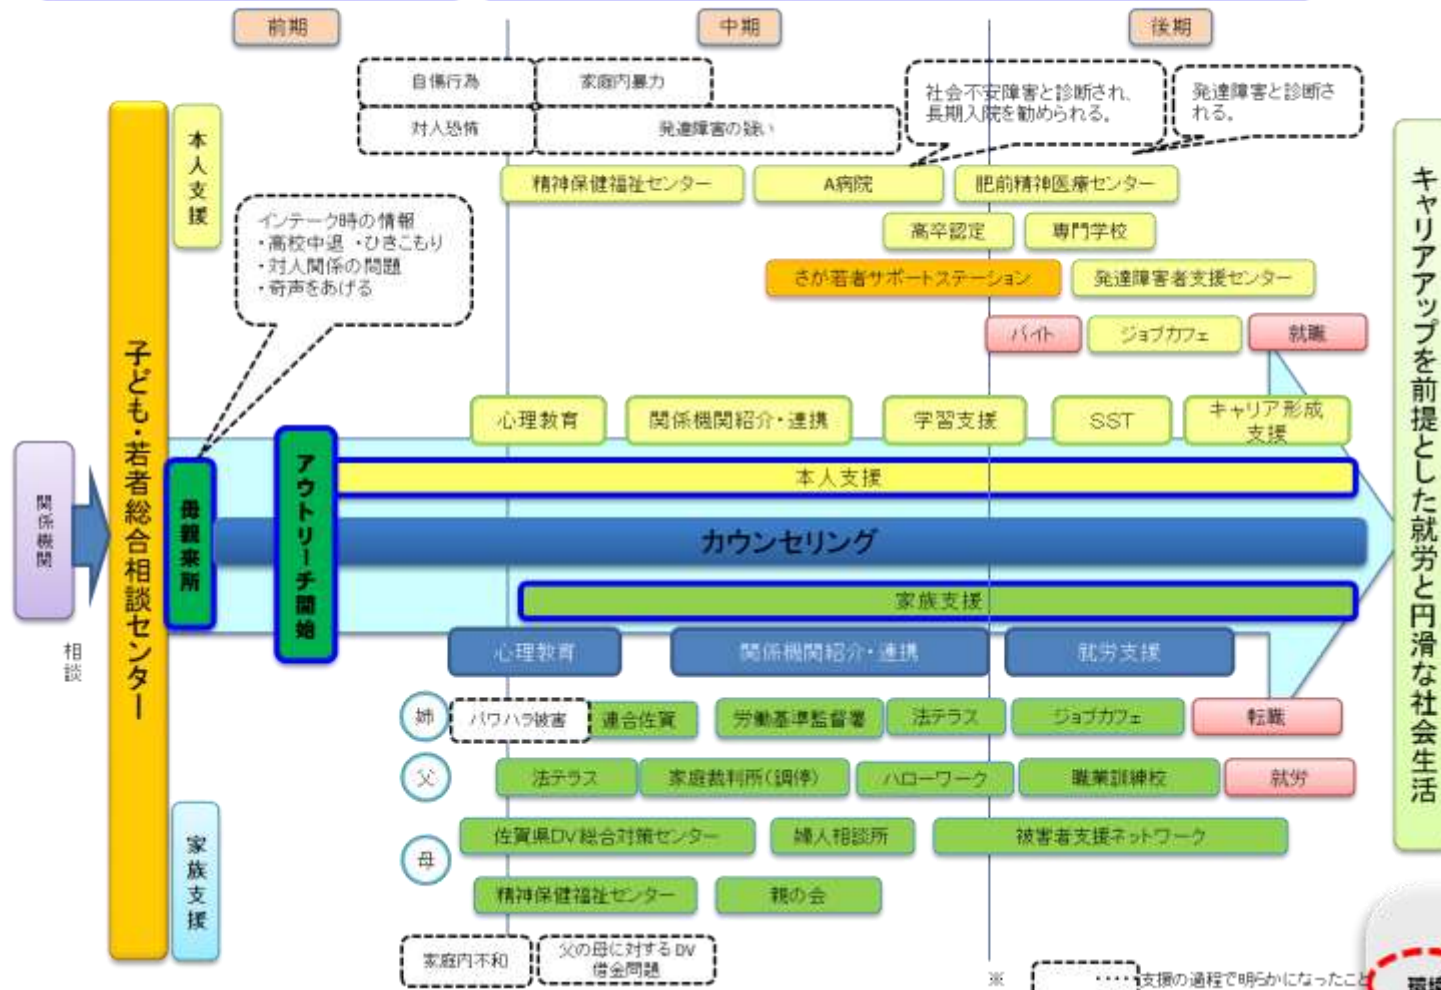 前期
中期
後期
自傷行為
家庭内暴力
対人恐怖
発達障害の疑い
社会不安障害と診断され、
長期入院を勧められる。
発達障害と診断さ
れる。
本人支援
精神保健福祉センター
A病院
肥前精神医療センター
インテーク時の情報
・高校中退 ・ひきこもり
・対人関係の問題
・奇声をあげる
高卒認定
専門学校
さが若者サポートステーション
発達障害者支援センター
バイト
ジョブカフェ
就職
心理教育
関係機関紹介・連携
学習支援
SST
キャリア形成
支援
関係機関
相談
子ども・若者総合相談センター
母親来所
アウトリーチ開始
本人支援
カウンセリング
家族支援
キャリアアップを前提とした就労と円滑な社会生活
心理教育
関係機関紹介・連携
就労支援
姉
パワハラ被害
連合佐賀
労働基準監督署
法テラス
ジョブカフェ
転職
父
法テラス
家庭裁判所(調停)
ハローワーク
職業訓練校
就労
母
佐賀県DV総合対策センター
婦人相談所
被害者支援ネットワーク
精神保健福祉センター
親の会
家族支援
家庭内不和
父の母に対するDV
借金問題
※
‥‥支援の過程で明らかになったこと